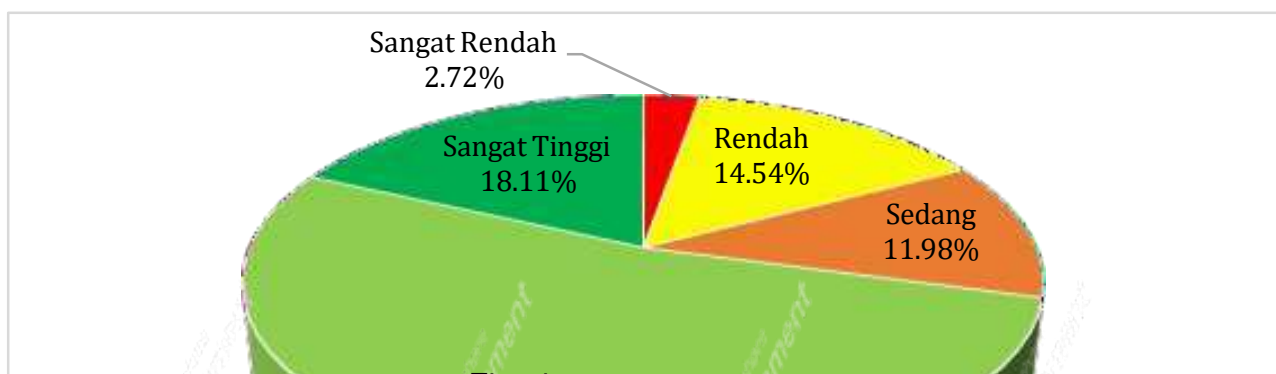 Sangat Rendah
2.72%
Sangat Tinggi
18.11%
Rendah
14.54%
Sedang
11.98%